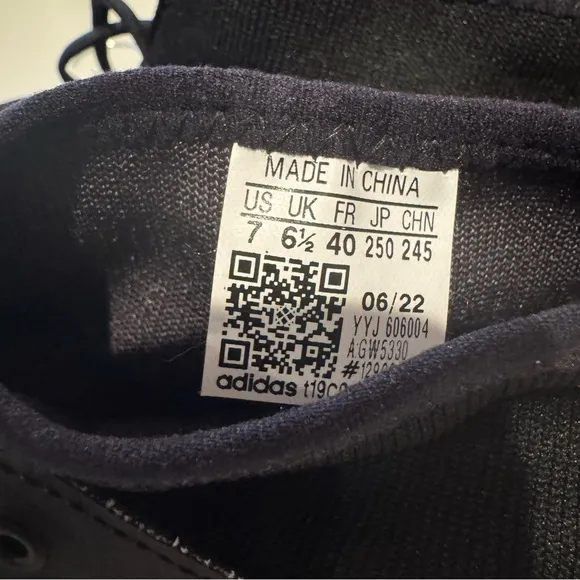 MADE IN CHINA
US UK FR JP CHN
7 6½ 40 250 245
06/22
YYJ 606004
A:GW5330
adidas